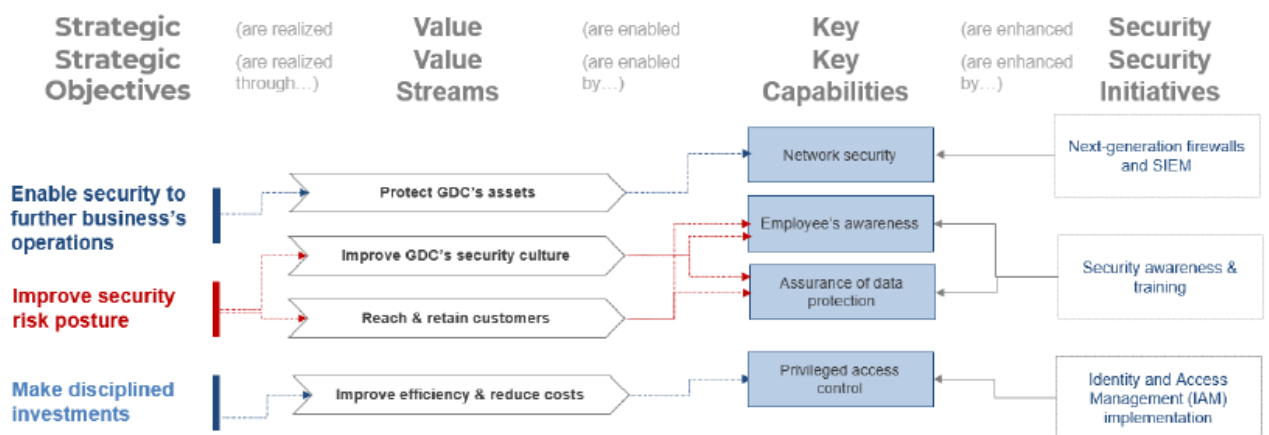 Strategic (are realized Value (are enabled Key (are enhanced Security
Strategic (are realized Value (are enabled Key (are enhanced Security
Objectives through…) Streams by…) Capabilities by…) Initiatives
Enable security to
further business's
operations
Improve security
risk posture
Make disciplined
investments
Protect GDC's assets
Improve GDC's security culture
Reach & retain customers
Improve efficiency & reduce costs
Network security
Employee's awareness
Assurance of data
protection
Privileged access
control
Next-generation firewalls
and SIEM
Security awareness &
training
Identity and Access
Management (IAM)
implementation